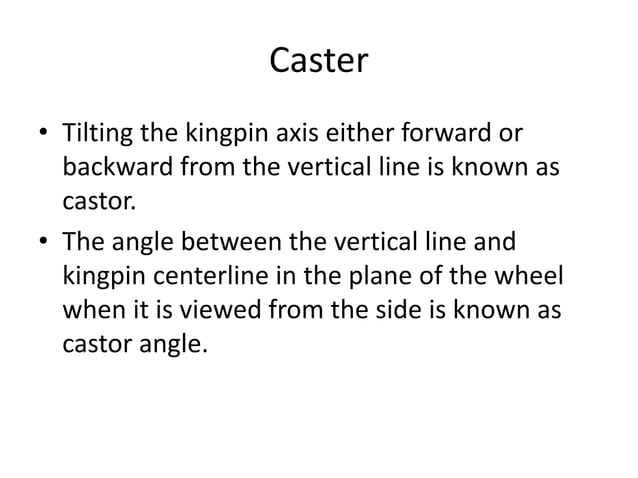 Caster
• Tilting the kingpin axis either forward or
backward from the vertical line is known as
castor.
• The angle between the vertical line and
kingpin centerline in the plane of the wheel
when it is viewed from the side is known as
castor angle.